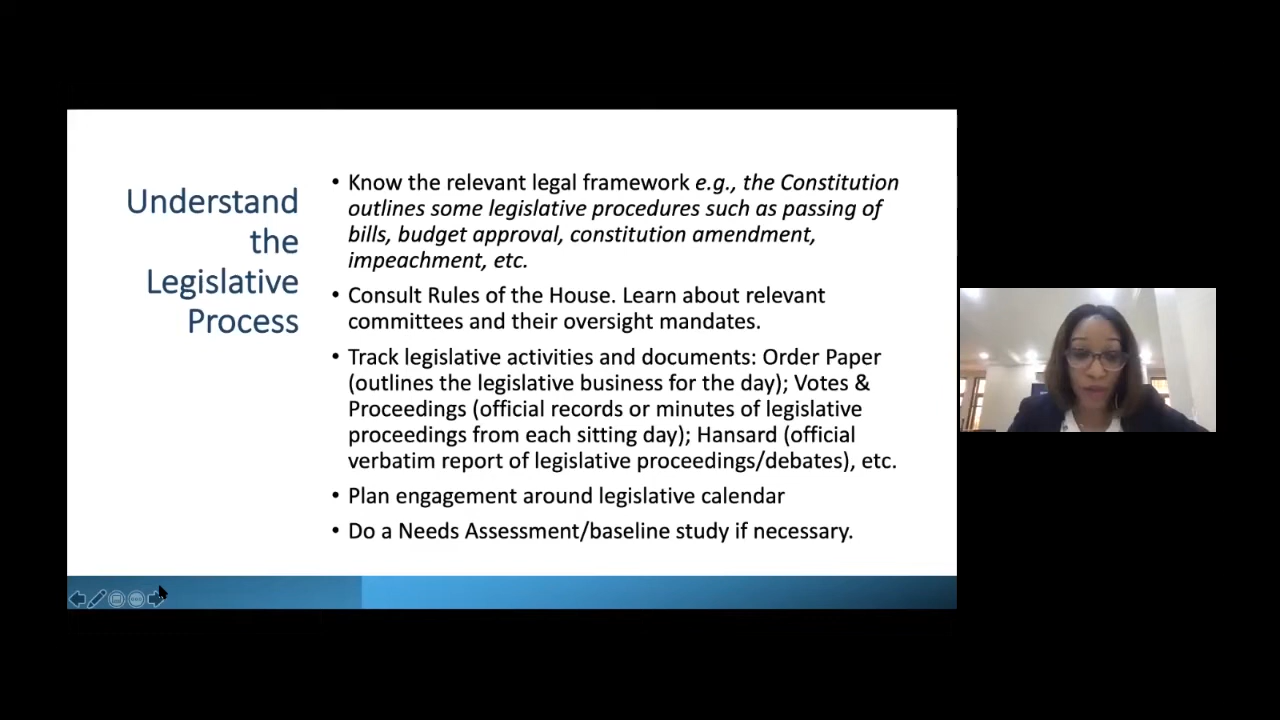 Understand
the
Legislative
Process
• Know the relevant legal framework e.g., the Constitution
outlines some legislative procedures such as passing of
bills, budget approval, constitution amendment,
impeachment, etc.
• Consult Rules of the House. Learn about relevant
committees and their oversight mandates.
• Track legislative activities and documents: Order Paper
(outlines the legislative business for the day); Votes &
Proceedings (official records or minutes of legislative
proceedings from each sitting day); Hansard (official
verbatim report of legislative proceedings/debates), etc.
• Plan engagement around legislative calendar
• Do a Needs Assessment/baseline study if necessary.